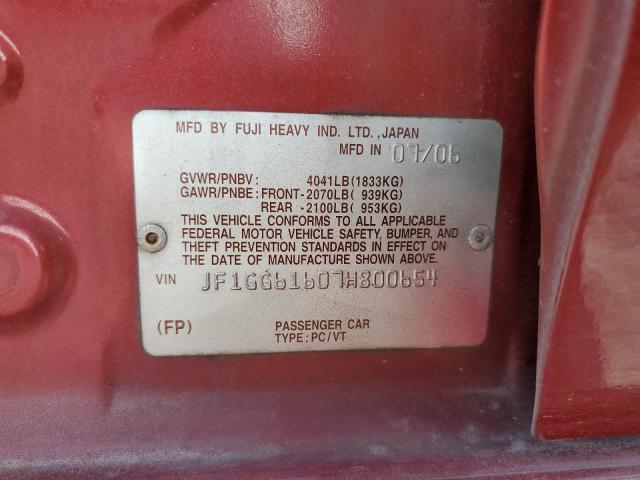 MFD BY FUJI HEAVY IND. LTD.,JAPAN
MFD IN 07/06
GVWR/PNBV: 4041LB(1833KG)
GAWR/PNBE: FRONT-2070LB( 939KG)
REAR -2100LB( 953KG)
THIS VEHICLE CONFORMS TO ALL APPLICABLE
FEDERAL MOTOR VEHICLE SAFETY, BUMPER, AND
THEFT PREVENTION STANDARDS IN EFFECT ON
THE DATE OF MANUFACTURE SHOWN ABOVE.
VIN JF1GG61607H800654
(FP) PASSENGER CAR
TYPE:PC/VT